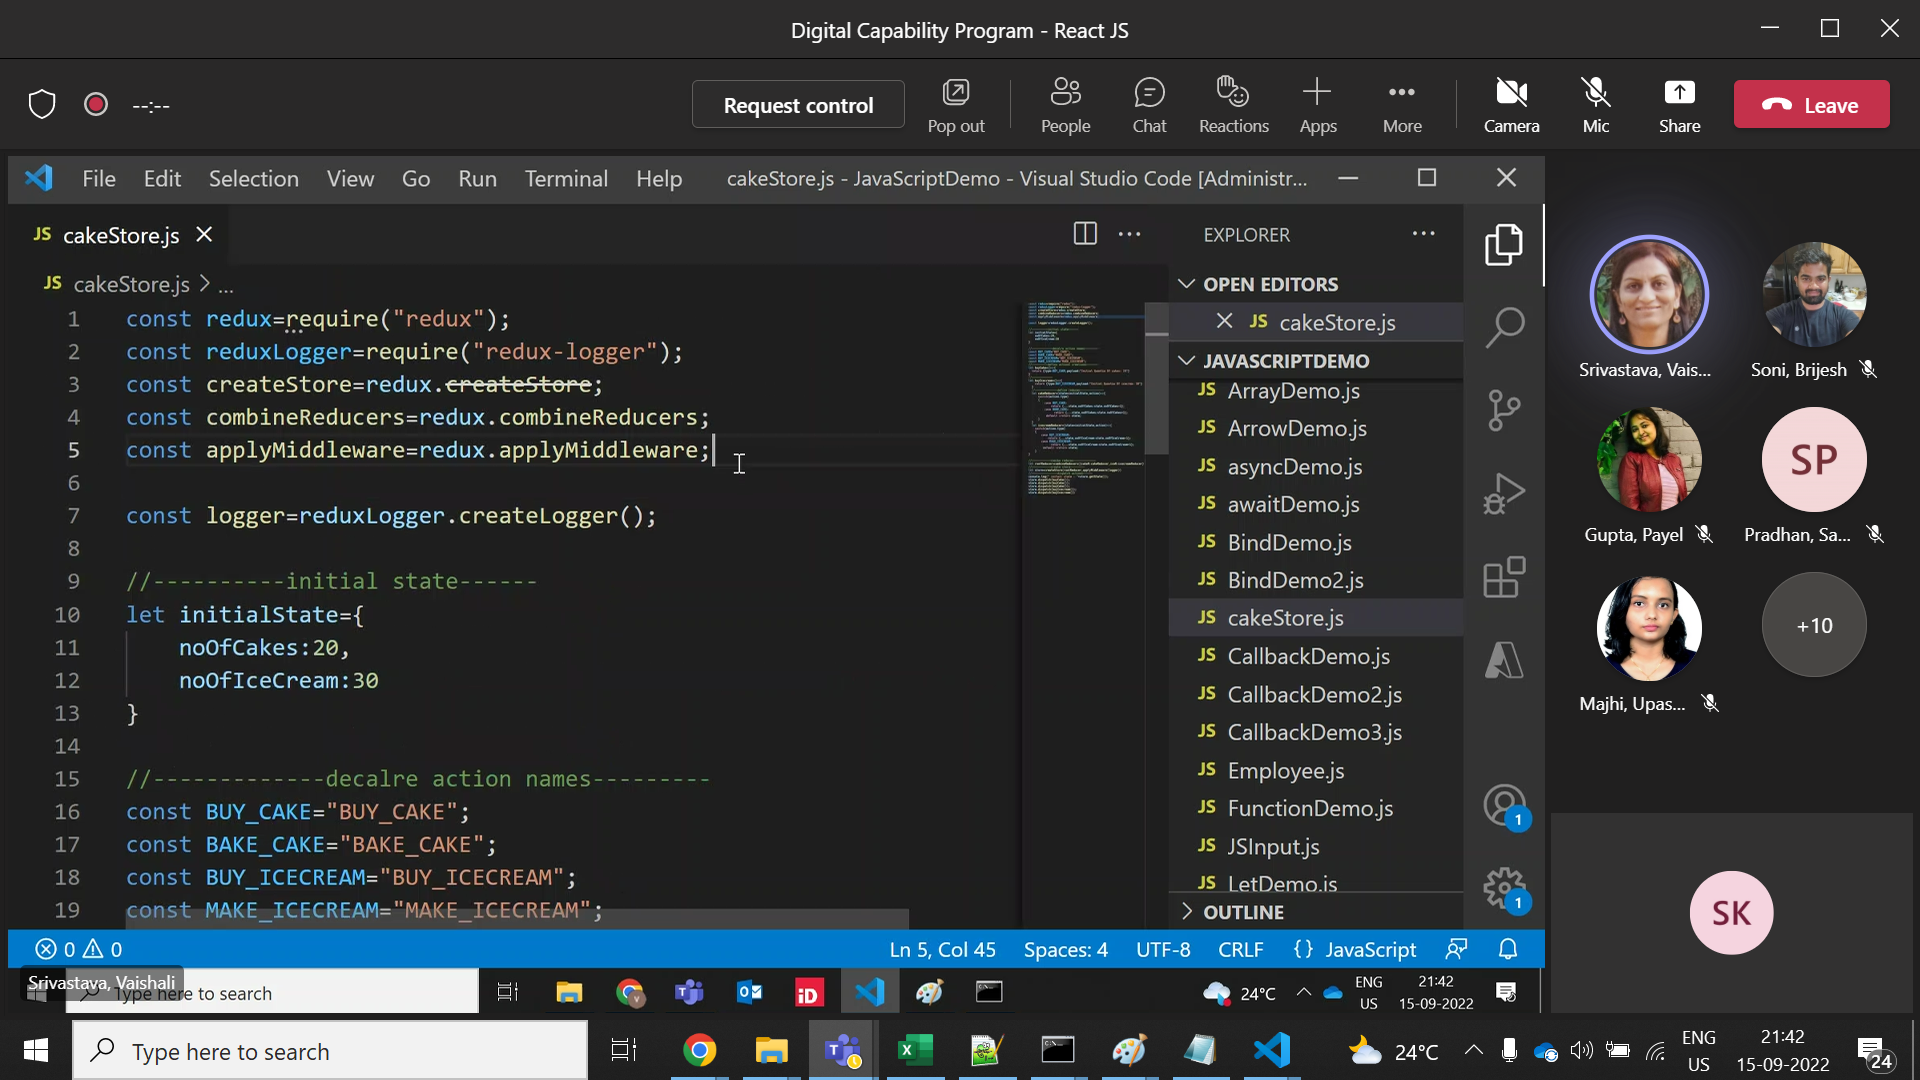 Digital Capability Program - React JS
--:--
Request control
Pop out
People
Chat
Reactions
Apps
More
Camera
Mic
Share
Leave
File Edit Selection View Go Run Terminal Help
cakeStore.js - JavaScriptDemo - Visual Studio Code [Administr...
JS cakeStore.js
JS cakeStore.js > ...
1 const redux=require("redux");
2 const reduxLogger=require("redux-logger");
3 const createStore=redux.createStore;
4 const combineReducers=redux.combineReducers;
5 const applyMiddleware=redux.applyMiddleware;
6
7 const logger=reduxLogger.createLogger();
8
9 //----------initial state------
10 let initialState={
11 noOfCakes:20,
12 noOfIceCream:30
13 }
14
15 //-------------decalre action names---------
16 const BUY_CAKE="BUY_CAKE";
17 const BAKE_CAKE="BAKE_CAKE";
18 const BUY_ICECREAM="BUY_ICECREAM";
19 const MAKE_ICECREAM="MAKE_ICECREAM";
EXPLORER
OPEN EDITORS
JS cakeStore.js
JAVASCRIPTDEMO
JS ArrayDemo.js
JS ArrowDemo.js
JS asyncDemo.js
JS awaitDemo.js
JS BindDemo.js
JS BindDemo2.js
JS cakeStore.js
JS CallbackDemo.js
JS CallbackDemo2.js
JS CallbackDemo3.js
JS Employee.js
JS FunctionDemo.js
JS JSInput.js
JS LetDemo.js
OUTLINE
1
1
0 0
Ln 5, Col 45 Spaces: 4 UTF-8 CRLF {} JavaScript
Srivastava, Vaishali
Type here to search
iD
24°C
ENG
US
21:42
15-09-2022
Srivastava, Vais...
Soni, Brijesh
Gupta, Payel
SP
Pradhan, Sa...
Majhi, Upas...
+10
SK
Type here to search
24°C
ENG
US
21:42
15-09-2022
24